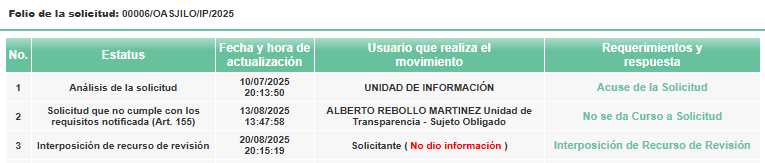 Folio de la solicitud: 00006/OASJILO/IP/2025
No. Estatus Fecha y hora de actualización Usuario que realiza el movimiento Requerimientos y respuesta
1 Análisis de la solicitud 10/07/2025 20:13:50 UNIDAD DE INFORMACIÓN Acuse de la Solicitud
2 Solicitud que no cumple con los requisitos notificada (Art. 155) 13/08/2025 13:47:58 ALBERTO REBOLLO MARTINEZ Unidad de Transparencia - Sujeto Obligado No se da Curso a Solicitud
3 Interposición de recurso de revisión 20/08/2025 20:15:19 Solicitante ( No dio información ) Interposición de Recurso de Revisión